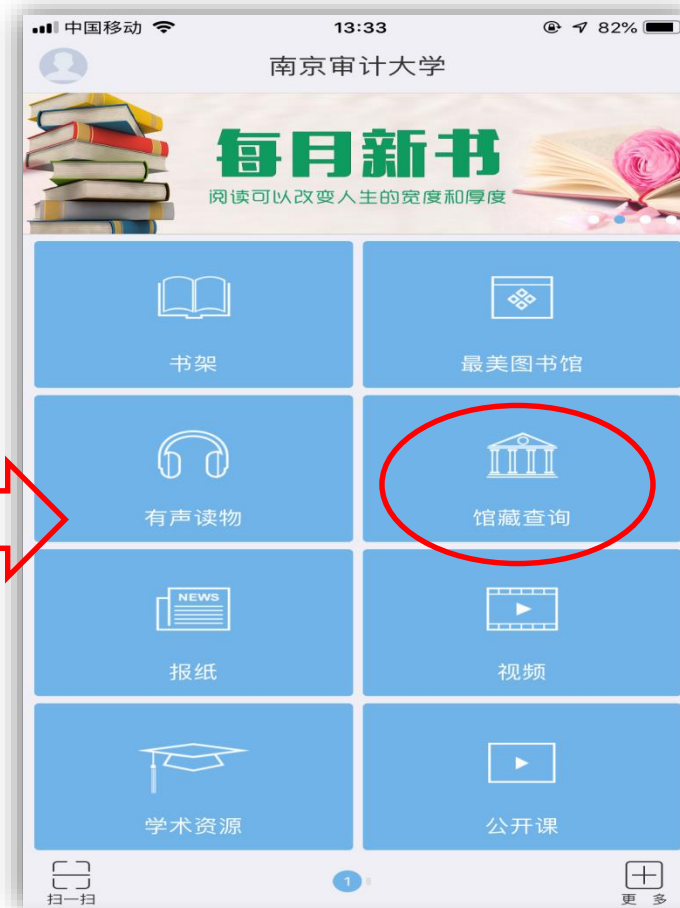 中国移动 13:33 82%
南京审计大学
每月新书
阅读可以改变人生的宽度和厚度
书架 最美图书馆
有声读物 馆藏查询
NEWS
报纸 视频
学术资源 公开课
1
扫一扫 更 多